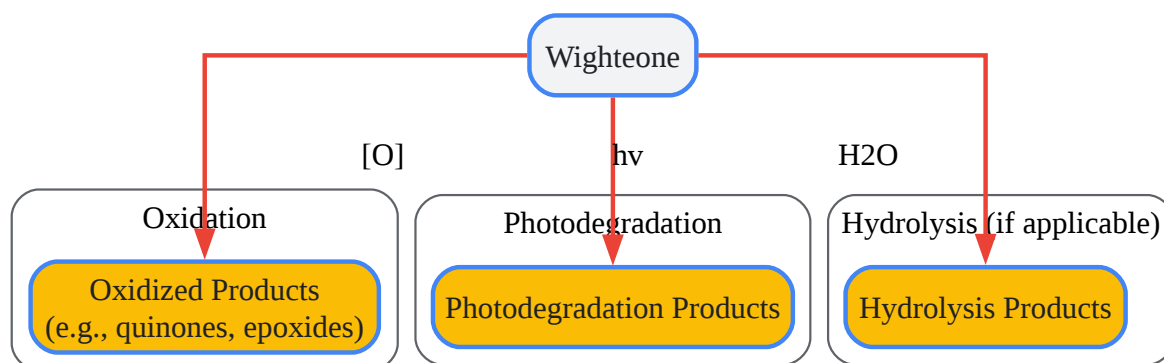 Wighteone
[O]
hv
H2O
Oxidation
Photodegradation
Hydrolysis (if applicable)
Oxidized Products
(e.g., quinones, epoxides)
Photodegradation Products
Hydrolysis Products